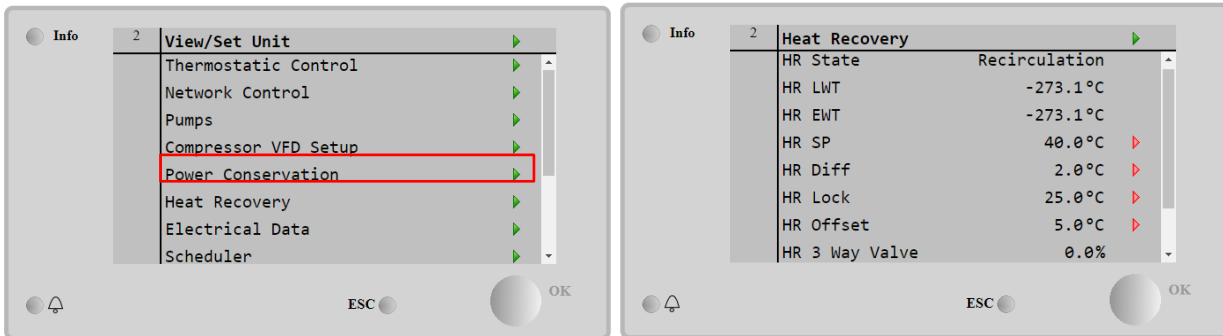 Info
2 View/Set Unit
Thermostatic Control
Network Control
Pumps
Compressor VFD Setup
Power Conservation
Heat Recovery
Electrical Data
Scheduler
ESC
OK
Info
2 Heat Recovery
HR State Recirculation
HR LWT -273.1°C
HR EWT -273.1°C
HR SP 40.0°C
HR Diff 2.0°C
HR Lock 25.0°C
HR Offset 5.0°C
HR 3 Way Valve 0.0%
ESC
OK